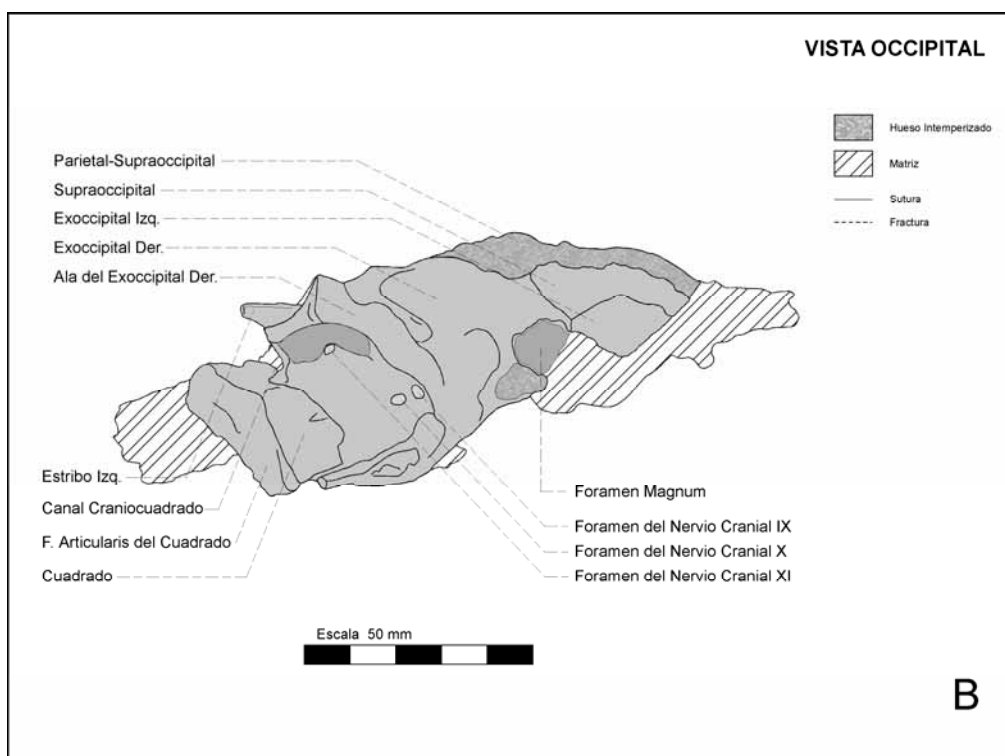 VISTA OCCIPITAL
Hueso Intemperizado
Matriz
Sutura
Fractura
Parietal-Supraoccipital
Supraoccipital
Exoccipital Izq.
Exoccipital Der.
Ala del Exoccipital Der.
Estribo Izq.
Canal Craniocuadrado
F. Articularis del Cuadrado
Cuadrado
Foramen Magnum
Foramen del Nervio Cranial IX
Foramen del Nervio Cranial X
Foramen del Nervio Cranial XI
Escala 50 mm
B